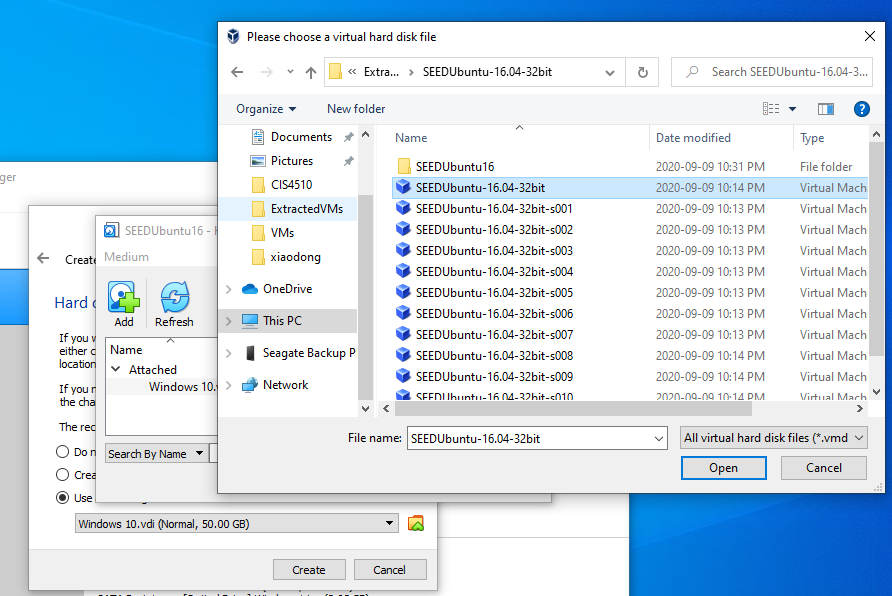 Please choose a virtual hard disk file
« Extra... › SEEDUbuntu-16.04-32bit
Search SEEDUbuntu-16.04-3...
Organize
New folder
Documents
Pictures
CIS4510
ExtractedVMs
VMs
xiaodong
OneDrive
This PC
Seagate Backup P
Network
Name Date modified Type
SEEDUbuntu16 2020-09-09 10:31 PM File folder
SEEDUbuntu-16.04-32bit 2020-09-09 10:14 PM Virtual Mach
SEEDUbuntu-16.04-32bit-s001 2020-09-09 10:13 PM Virtual Mach
SEEDUbuntu-16.04-32bit-s002 2020-09-09 10:13 PM Virtual Mach
SEEDUbuntu-16.04-32bit-s003 2020-09-09 10:13 PM Virtual Mach
SEEDUbuntu-16.04-32bit-s004 2020-09-09 10:13 PM Virtual Mach
SEEDUbuntu-16.04-32bit-s005 2020-09-09 10:13 PM Virtual Mach
SEEDUbuntu-16.04-32bit-s006 2020-09-09 10:13 PM Virtual Mach
SEEDUbuntu-16.04-32bit-s007 2020-09-09 10:13 PM Virtual Mach
SEEDUbuntu-16.04-32bit-s008 2020-09-09 10:14 PM Virtual Mach
SEEDUbuntu-16.04-32bit-s009 2020-09-09 10:14 PM Virtual Mach
SEEDUbuntu-16.04-32bit-s010 2020-09-09 10:14 PM Virtual Mach
File name: SEEDUbuntu-16.04-32bit
All virtual hard disk files (*.vmd
Open
Cancel
ger
SEEDUbuntu16 - H
Medium
Add
Refresh
Name
Attached
Windows 10.v
Search By Name
Create
Hard d
If you w
either c
location
If you n
the cha
The rec
Do n
Crea
Use
Windows 10.vdi (Normal, 50.00 GB)
Create
Cancel